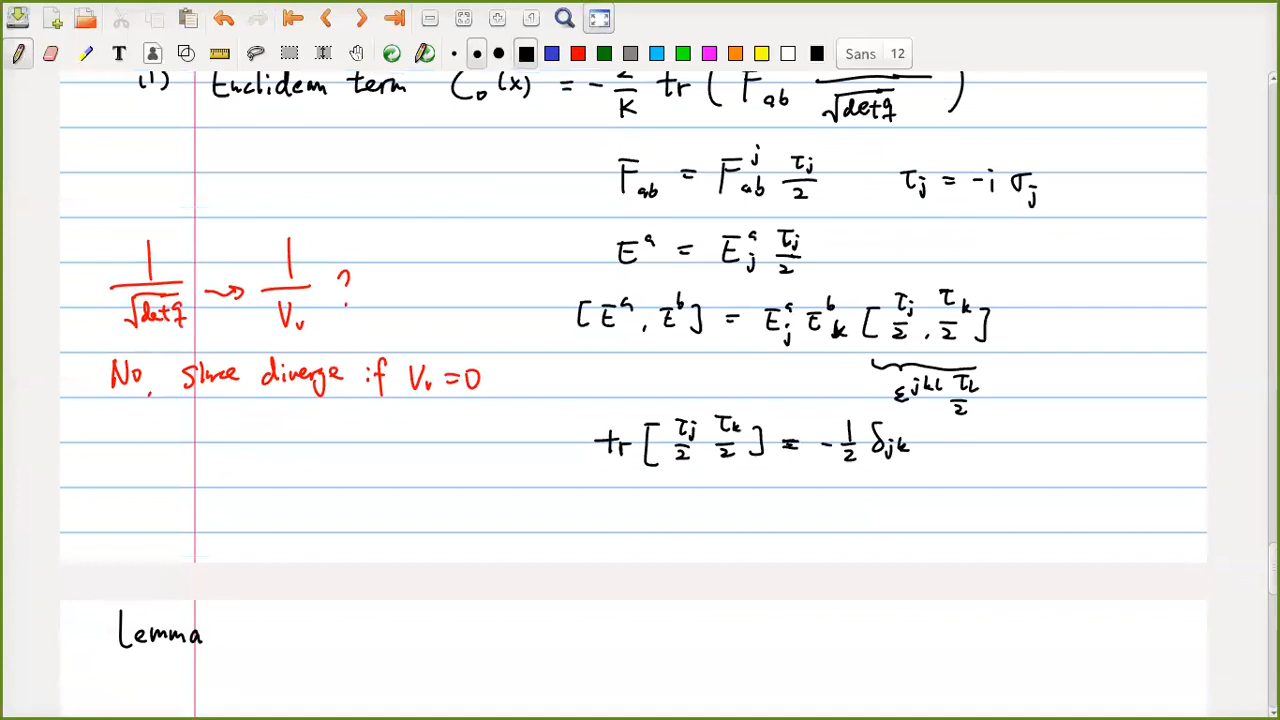 Sans 12
(1) Euclidean term C₀(x) = - 2/K tr ( F_ab / √det q )
F_ab = F^j_ab τ_j/2    τ_j = -i σ_j
E^a = E^a_j τ_j/2
1/√det q → 1/V_v ?
[E^a, E^b] = E^a_j E^b_k [τ_j/2, τ_k/2]
No, since diverge if V_v = 0
ε^{jkl} τ_l/2
tr [τ_j/2 τ_k/2] = -1/2 δ_jk
Lemma